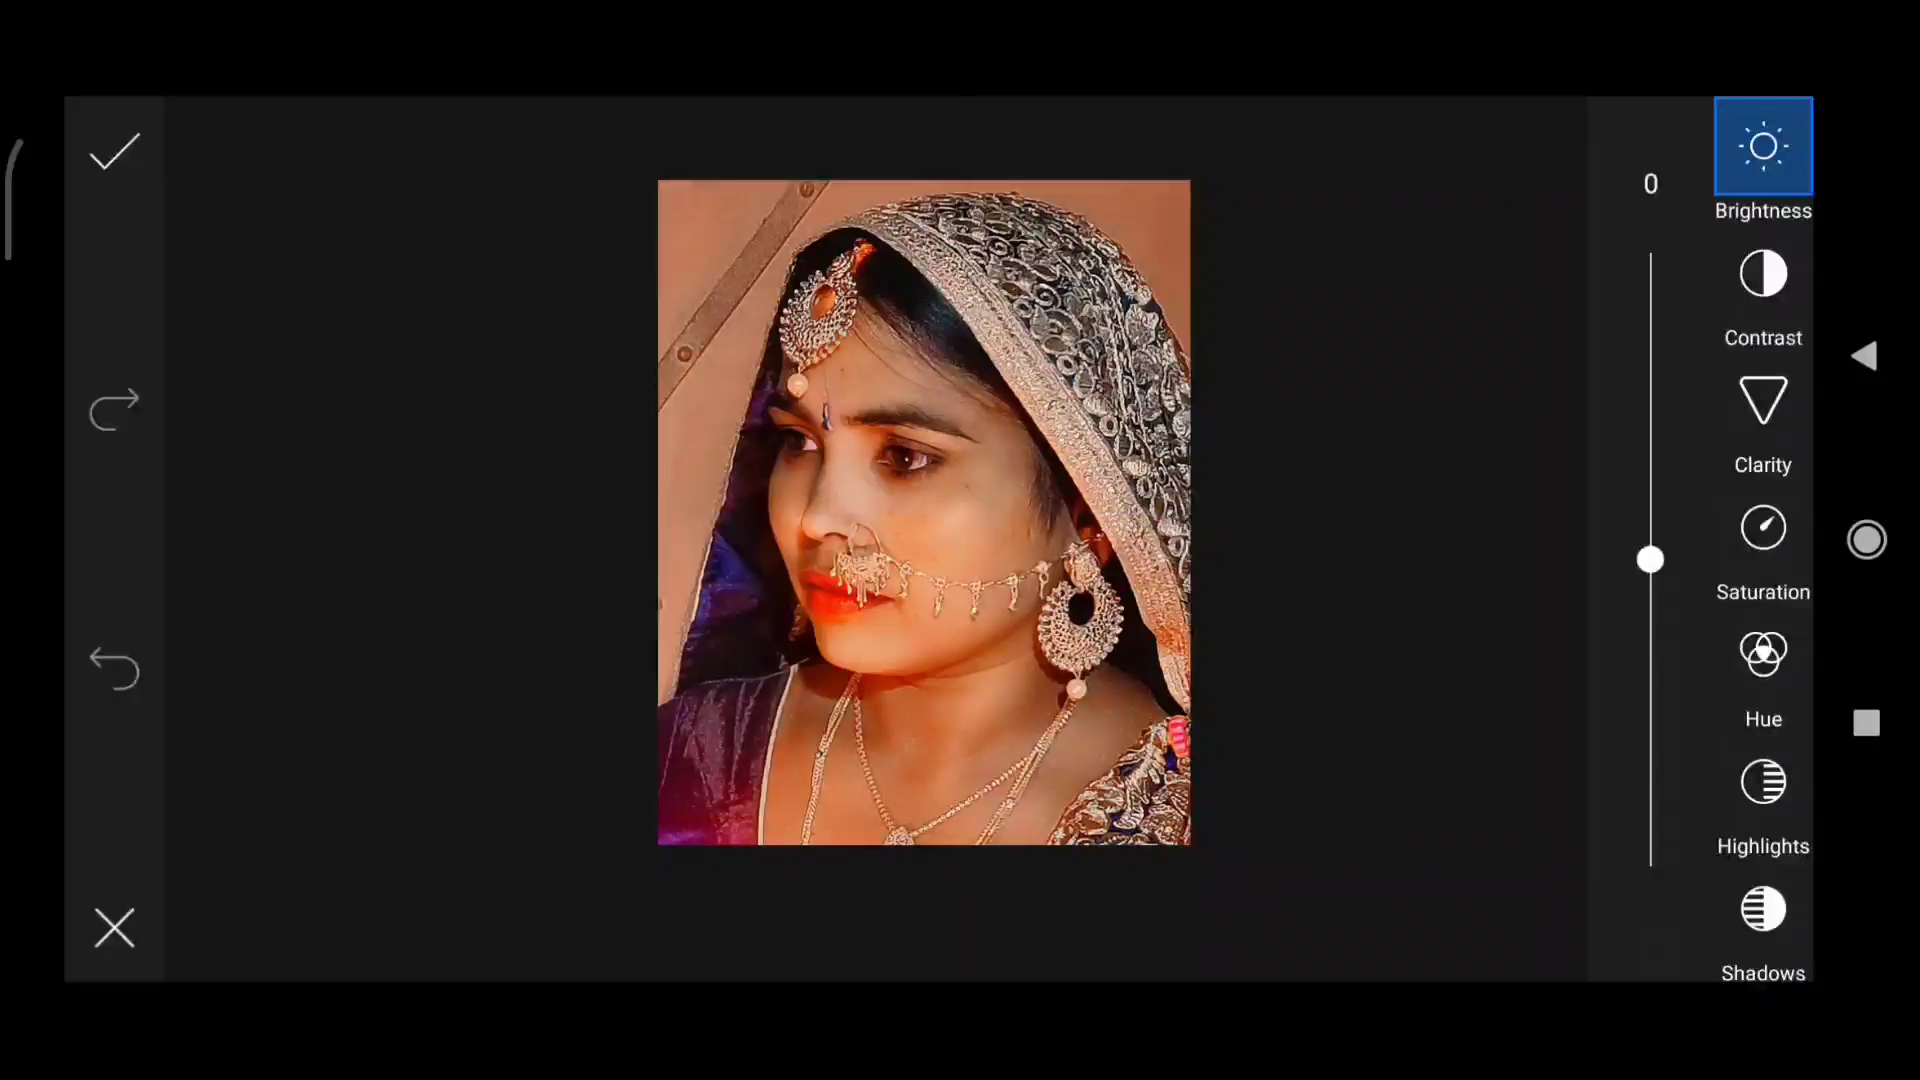 0
Brightness
Contrast
Clarity
Saturation
Hue
Highlights
Shadows